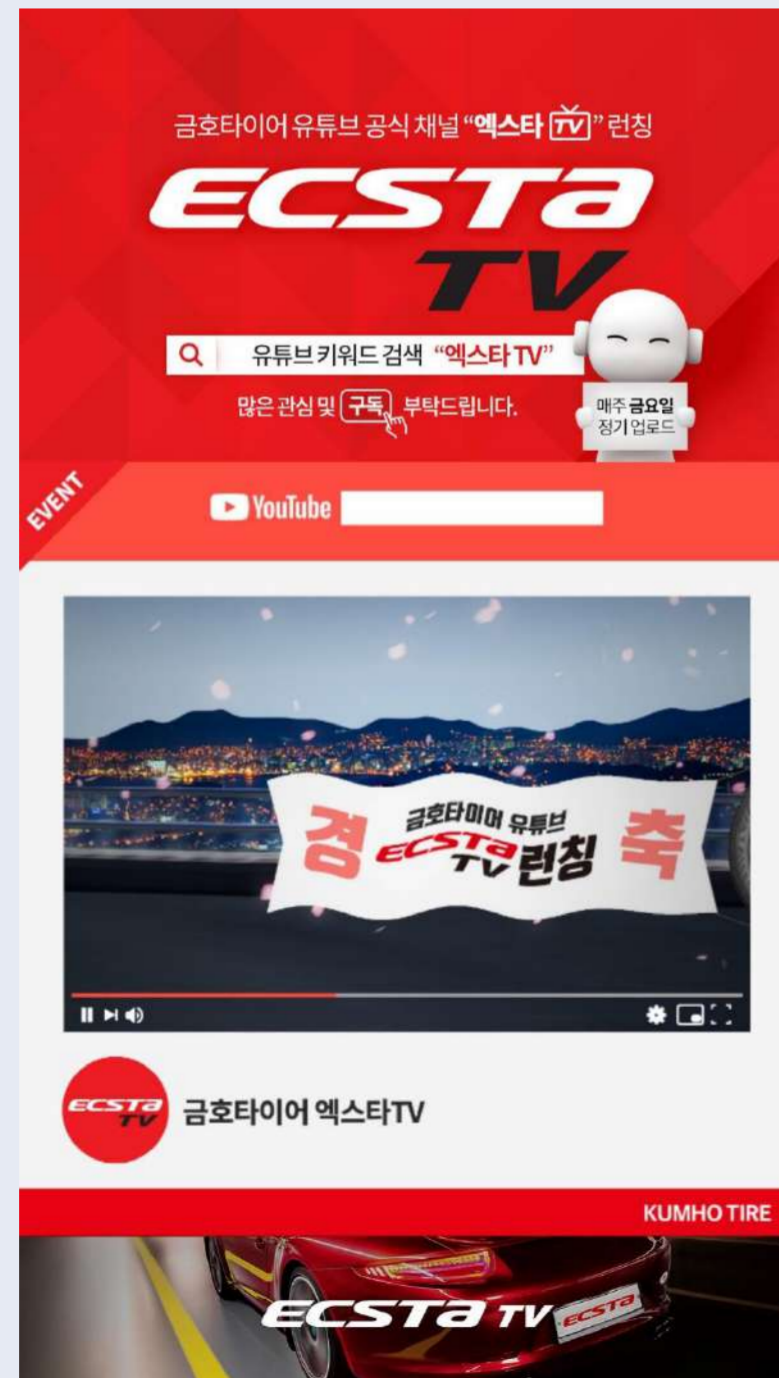 금호타이어 유튜브 공식 채널 “엑스타 TV” 런칭
ECSTA
TV
유튜브 키워드 검색 “엑스타 TV”
많은 관심 및 구독 부탁드립니다.
매주 금요일
정기 업로드
EVENT
YouTube
경 축
금호타이어 유튜브
ECSTA
TV 런칭
ECSTA
TV
금호타이어 엑스타TV
KUMHO TIRE
ECSTA TV
ECSTA